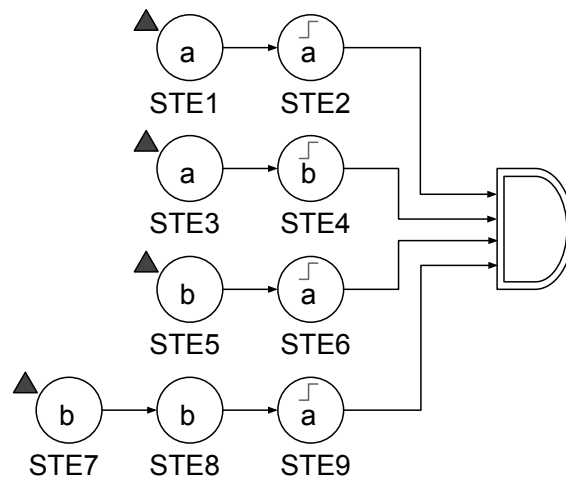 a a
STE1 STE2
a b
STE3 STE4
b a
STE5 STE6
b b a
STE7 STE8 STE9